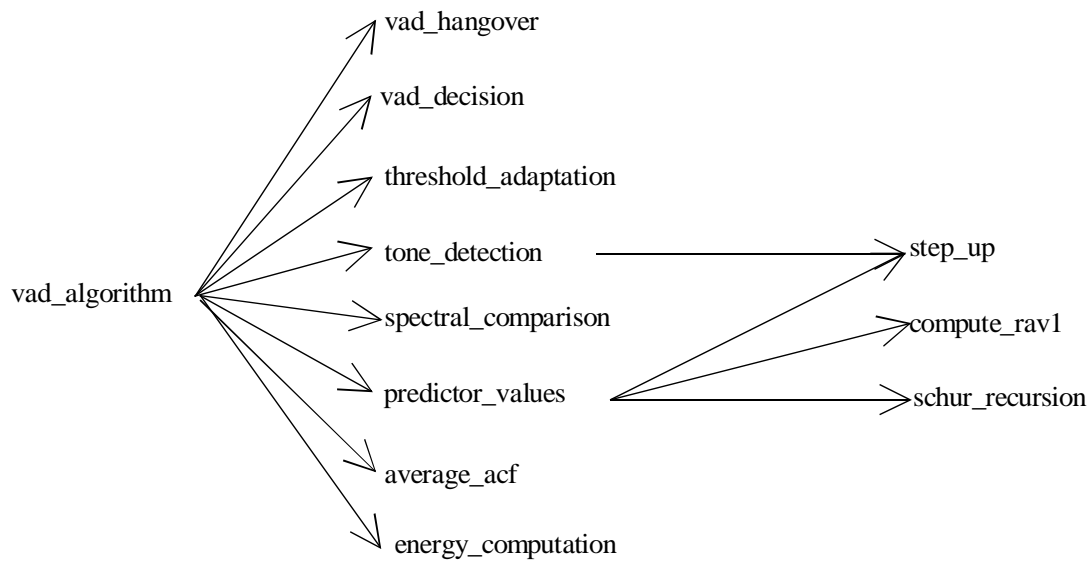 vad_hangover
vad_decision
threshold_adaptation
tone_detection
step_up
vad_algorithm
spectral_comparison
compute_rav1
predictor_values
schur_recursion
average_acf
energy_computation